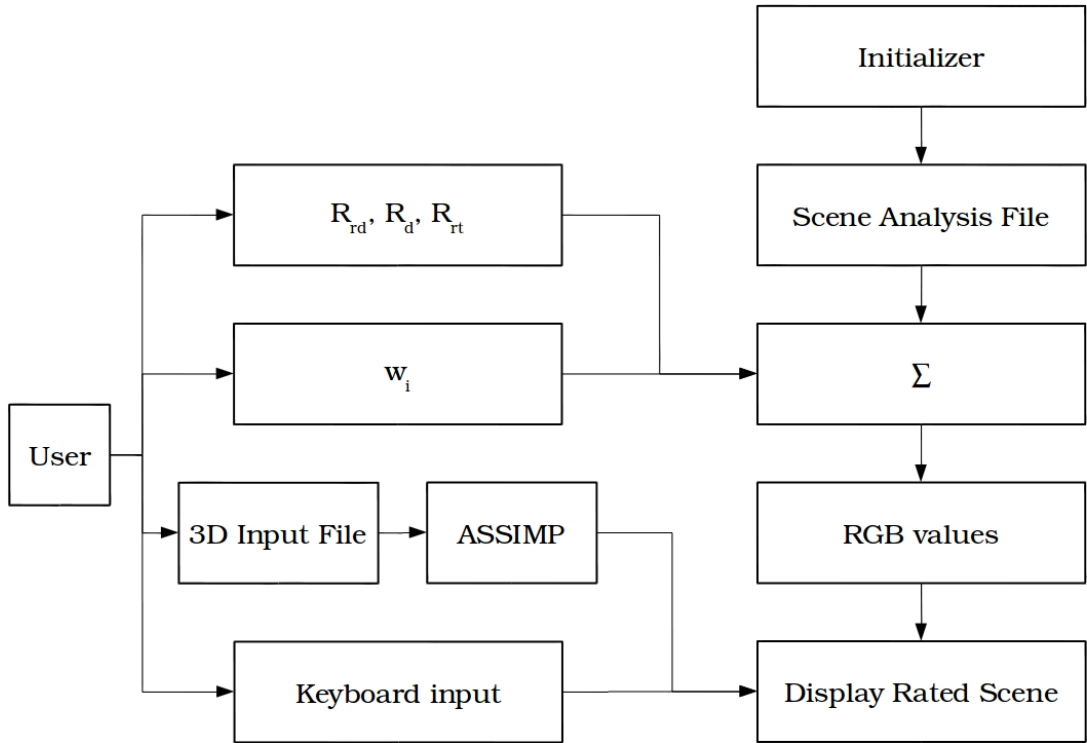 Initializer
R_rd, R_d, R_rt
Scene Analysis File
w_i
Σ
User
3D Input File
ASSIMP
RGB values
Keyboard input
Display Rated Scene